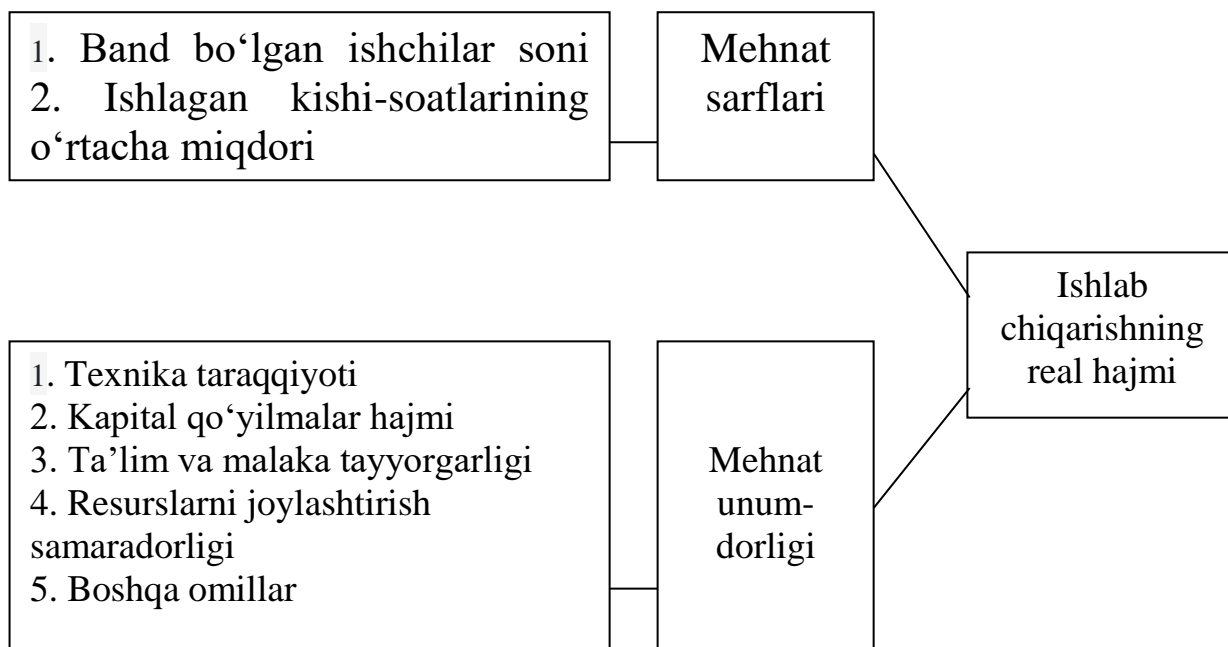 1. Band bo‘lgan ishchilar soni
2. Ishlagan kishi-soatlarining
o‘rtacha miqdori
Mehnat
sarflari
Ishlab
chiqarishning
real hajmi
1. Texnika taraqqiyoti
2. Kapital qo‘yilmalar hajmi
3. Ta’lim va malaka tayyorgarligi
4. Resurslarni joylashtirish
samaradorligi
5. Boshqa omillar
Mehnat
unum-
dorligi